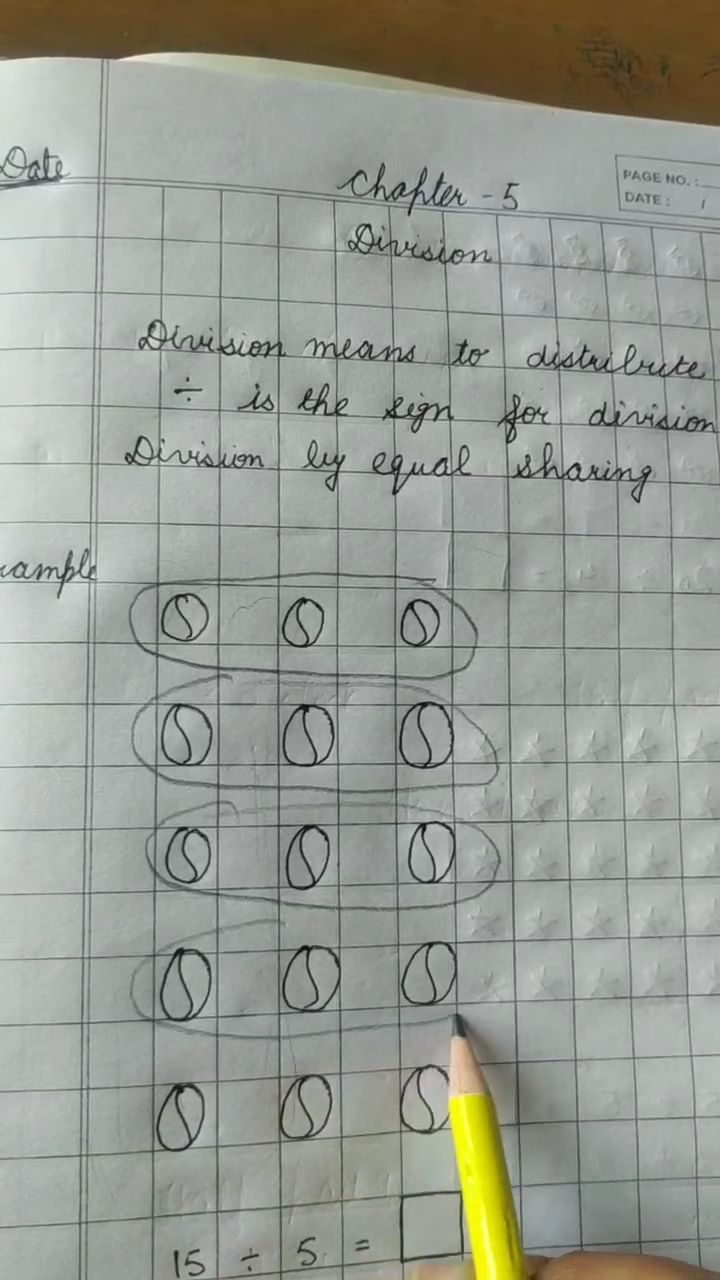 Date
Chapter - 5
PAGE NO. :
DATE : /
Division
Division means to distribute
÷ is the sign for division
Division by equal sharing
xample
15 ÷ 5 =